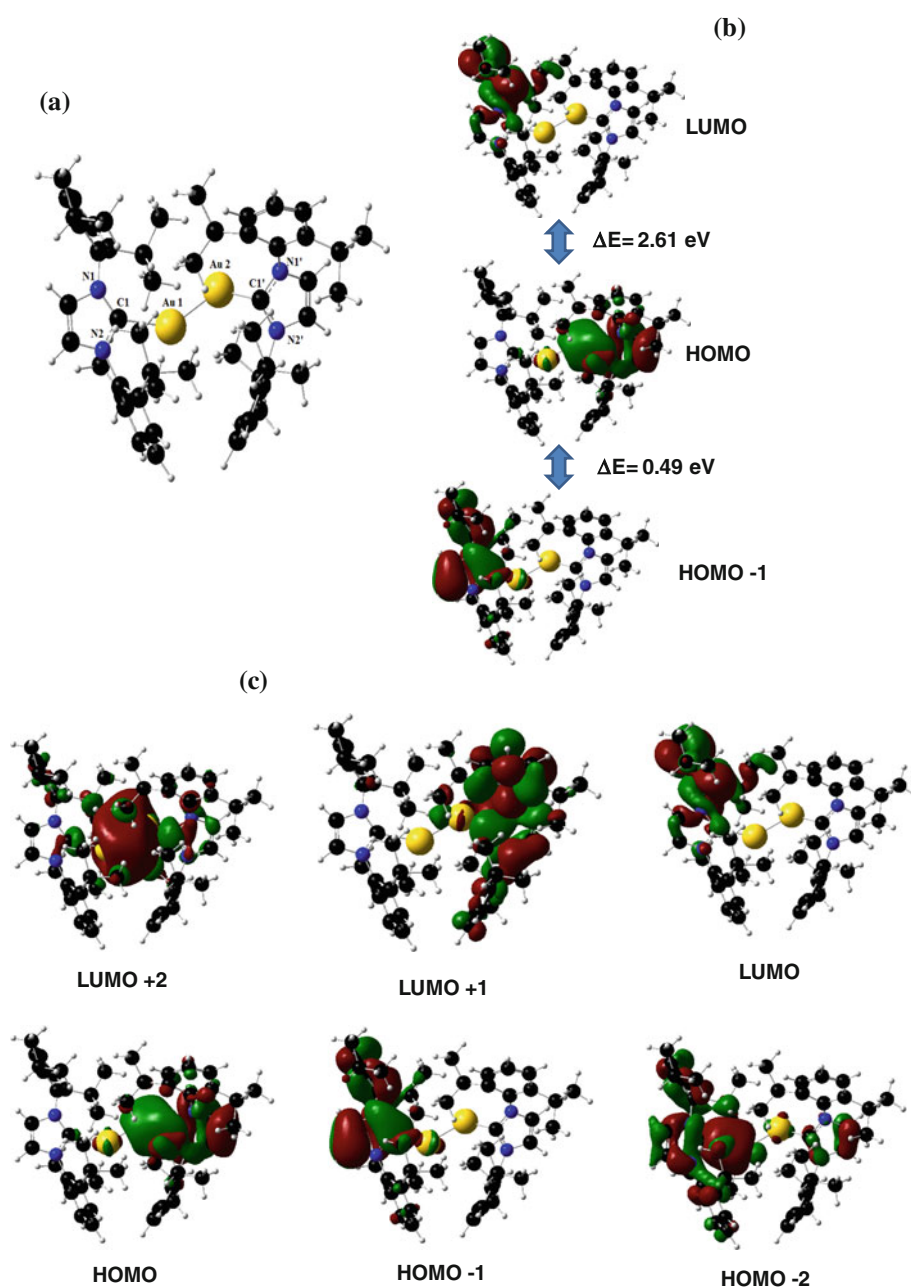 (a)
(b)
LUMO
ΔE= 2.61 eV
HOMO
ΔE= 0.49 eV
HOMO -1
N1
C1
Au 1
Au 2
N1'
C1'
N2
N2'
(c)
LUMO +2
LUMO +1
LUMO
HOMO
HOMO -1
HOMO -2